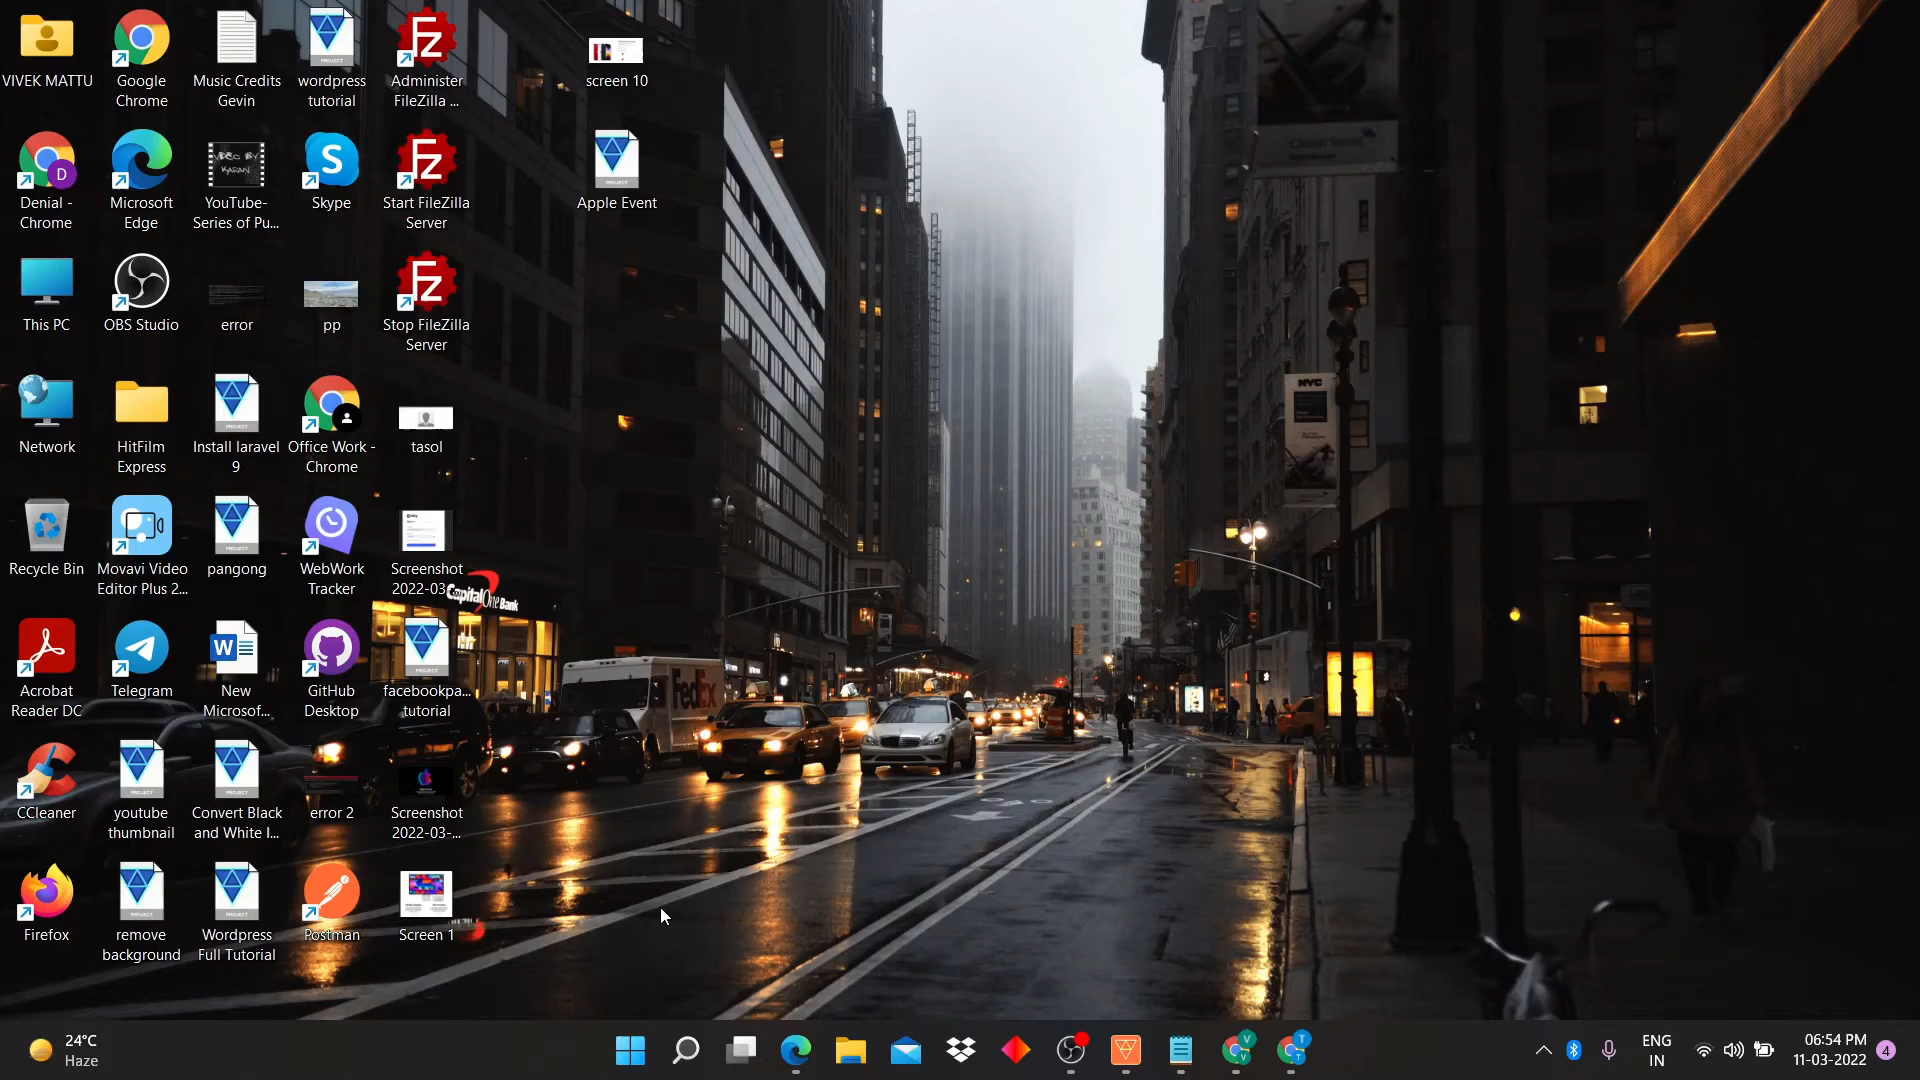 VIVEK MATTU
Google
Chrome
Music Credits
Gevin
wordpress
tutorial
Administer
FileZilla ...
screen 10
Denial -
Chrome
Microsoft
Edge
YouTube-
Series of Pu...
Skype
Start FileZilla
Server
Apple Event
This PC
OBS Studio
error
pp
Stop FileZilla
Server
Network
HitFilm
Express
Install laravel
9
Office Work -
Chrome
tasol
NYC
Recycle Bin
Movavi Video
Editor Plus 2...
pangong
WebWork
Tracker
Screenshot
2022-03-...
Capital One Bank
Acrobat
Reader DC
Telegram
New
Microsof...
GitHub
Desktop
facebookpa...
tutorial
FedEx
CCleaner
youtube
thumbnail
Convert Black
and White I...
error 2
Screenshot
2022-03-...
Firefox
remove
background
Wordpress
Full Tutorial
Postman
Screen 1
24°C
Haze
ENG
IN
06:54 PM
11-03-2022
4